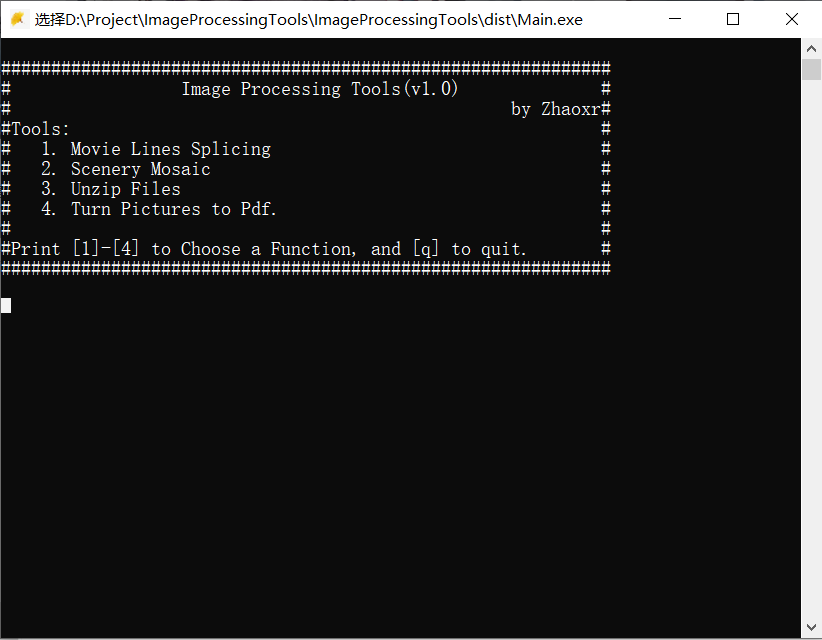 选择D:\Project\ImageProcessingTools\ImageProcessingTools\dist\Main.exe
#############################################################
#                 Image Processing Tools(v1.0)              #
#                                                  by Zhaoxr#
#Tools:                                                     #
#   1. Movie Lines Splicing                                 #
#   2. Scenery Mosaic                                       #
#   3. Unzip Files                                          #
#   4. Turn Pictures to Pdf.                                #
#                                                           #
#Print [1]-[4] to Choose a Function, and [q] to quit.       #
#############################################################